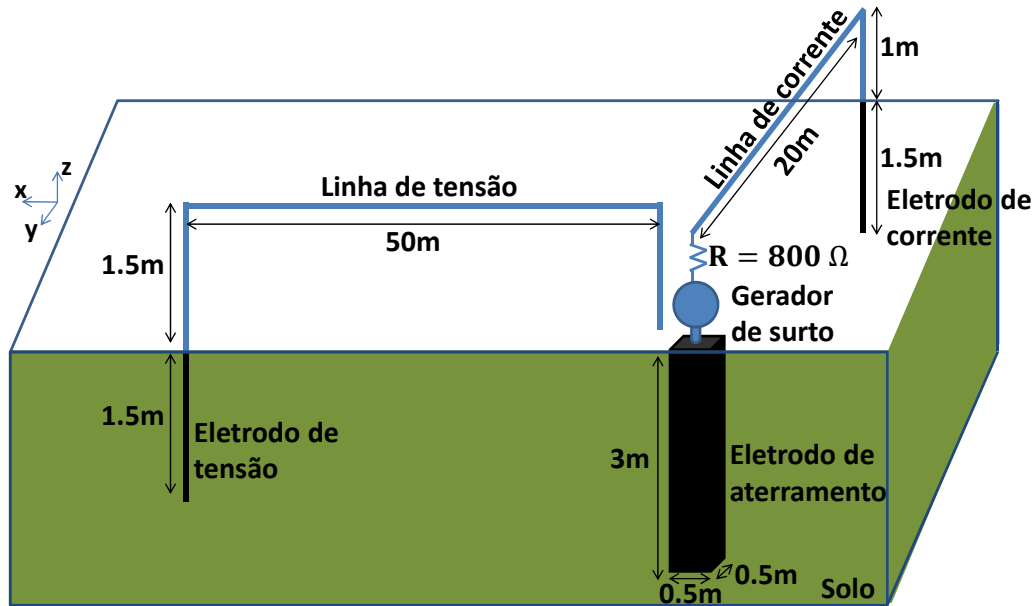 Linha de corrente
20m
1m
1.5m
Eletrodo de
corrente
z
x
y
Linha de tensão
50m
1.5m
R = 800 Ω
Gerador
de surto
1.5m
Eletrodo de
tensão
3m
Eletrodo de
aterramento
0.5m
0.5m
Solo